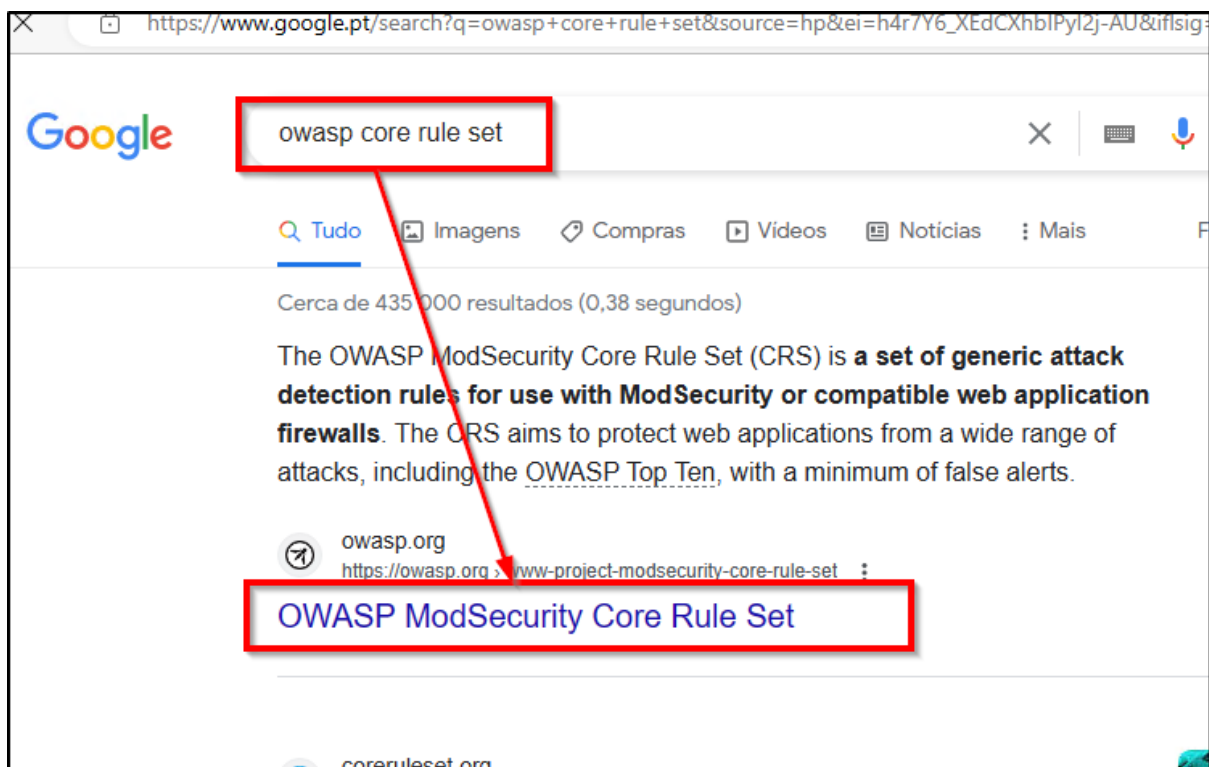 https://www.google.pt/search?q=owasp+core+rule+set&source=hp&ei=h4r7Y6_XEdCXhbIPyI2j-AU&iflsig=
Google
owasp core rule set
Tudo Imagens Compras Vídeos Notícias Mais F
Cerca de 435 000 resultados (0,38 segundos)
The OWASP ModSecurity Core Rule Set (CRS) is a set of generic attack
detection rules for use with ModSecurity or compatible web application
firewalls. The CRS aims to protect web applications from a wide range of
attacks, including the OWASP Top Ten, with a minimum of false alerts.
owasp.org
https://owasp.org › www-project-modsecurity-core-rule-set
OWASP ModSecurity Core Rule Set
coreruleset.org